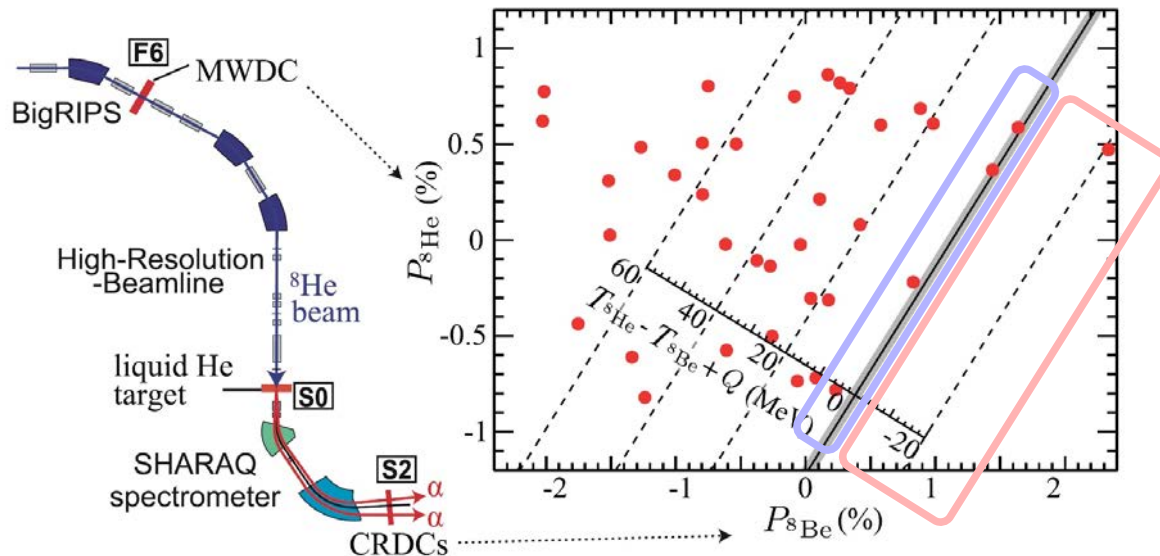 F6
MWDC
BigRIPS
High-Resolution
-Beamline
⁸He
beam
liquid He
target
S0
SHARAQ
spectrometer
S2
α
α
CRDCs
P⁸He (%)
1
0.5
0
-0.5
-1
60
40
20
0
-20
T⁸He - T⁸Be + Q (MeV)
-2
-1
0
1
2
P⁸Be (%)